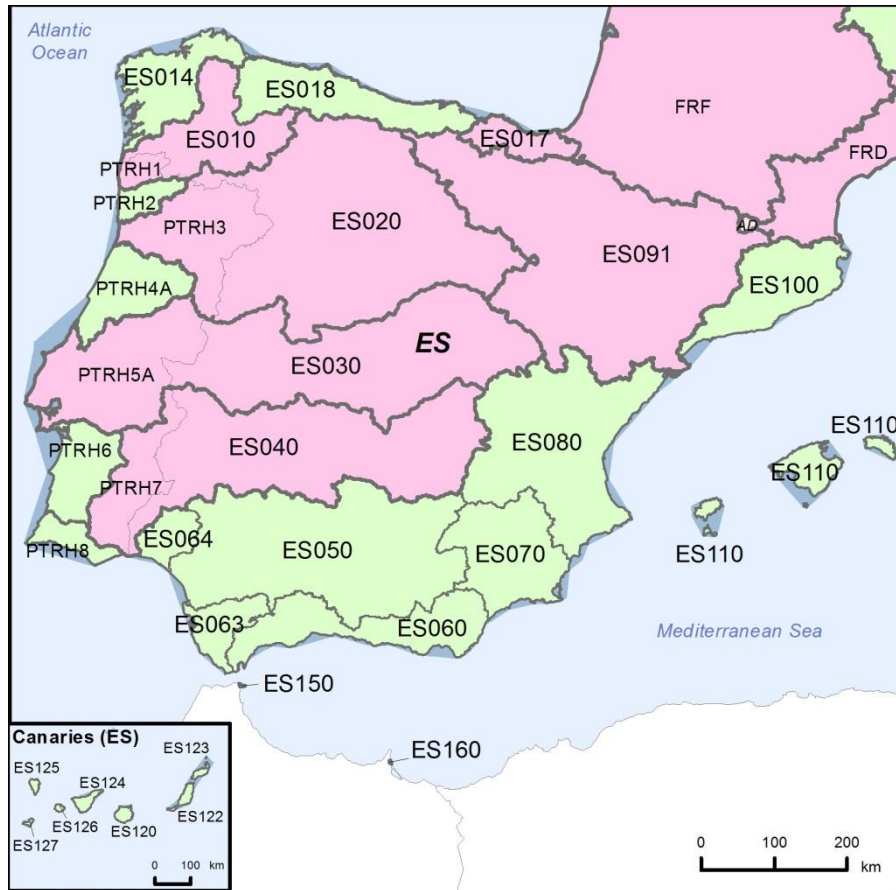 Atlantic
Ocean
ES014
ES018
FRF
ES017
ES010
FRD
PTRH1
PTRH2
PTRH3
ES020
AD
ES091
ES100
PTRH4A
ES
ES030
PTRH5A
ES110
PTRH6
ES040
ES080
ES110
PTRH7
ES064
ES050
ES070
PTRH8
ES110
ES063
ES060
Mediterranean Sea
ES150
Canaries (ES)
ES123
ES160
ES125
ES124
ES126
ES120
ES122
ES127
0 100 km
0 100 200
km